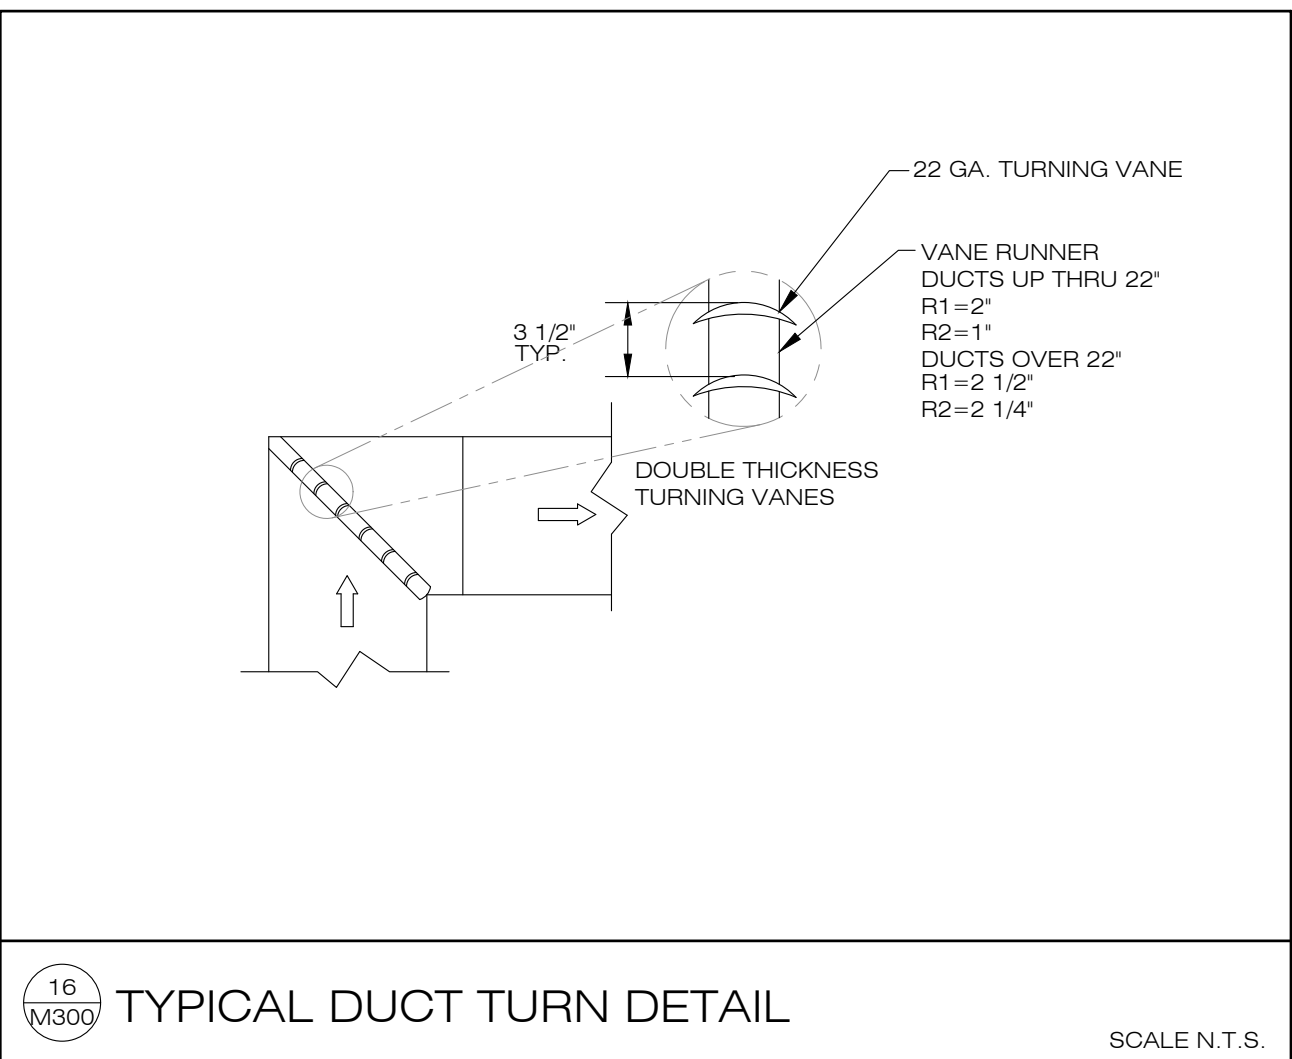 22 GA. TURNING VANE
VANE RUNNER
DUCTS UP THRU 22"
R1=2"
R2=1"
DUCTS OVER 22"
R1=2 1/2"
R2=2 1/4"
3 1/2"
TYP.
DOUBLE THICKNESS
TURNING VANES
16
M300
TYPICAL DUCT TURN DETAIL
SCALE N.T.S.